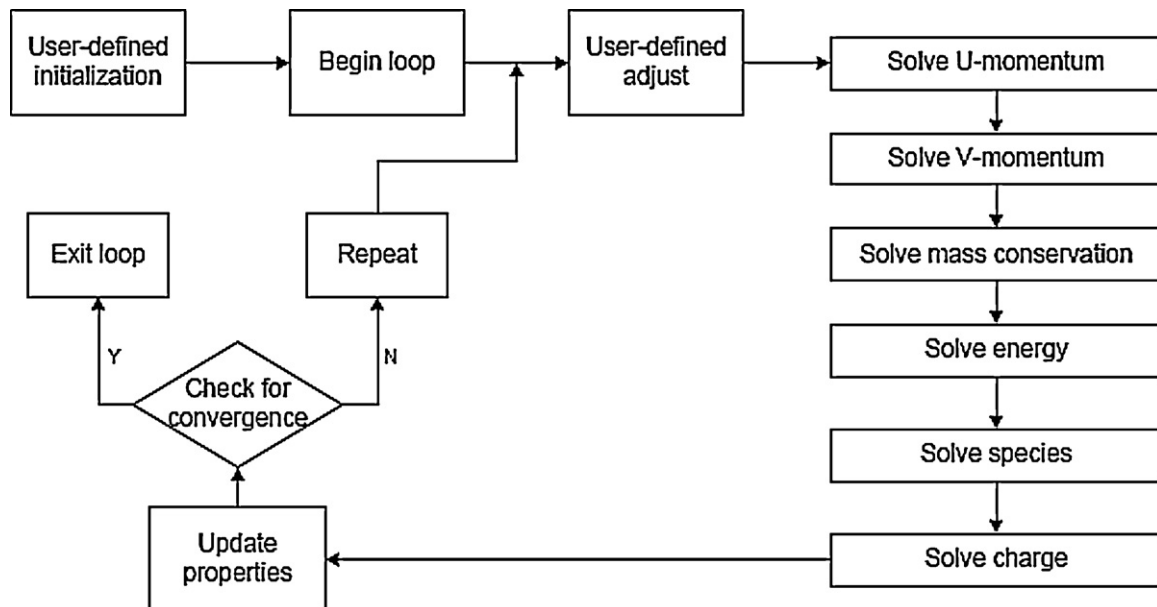 User-defined
initialization
Begin loop
User-defined
adjust
Solve U-momentum
Solve V-momentum
Solve mass conservation
Solve energy
Solve species
Solve charge
Update
properties
Check for
convergence
Y
N
Exit loop
Repeat